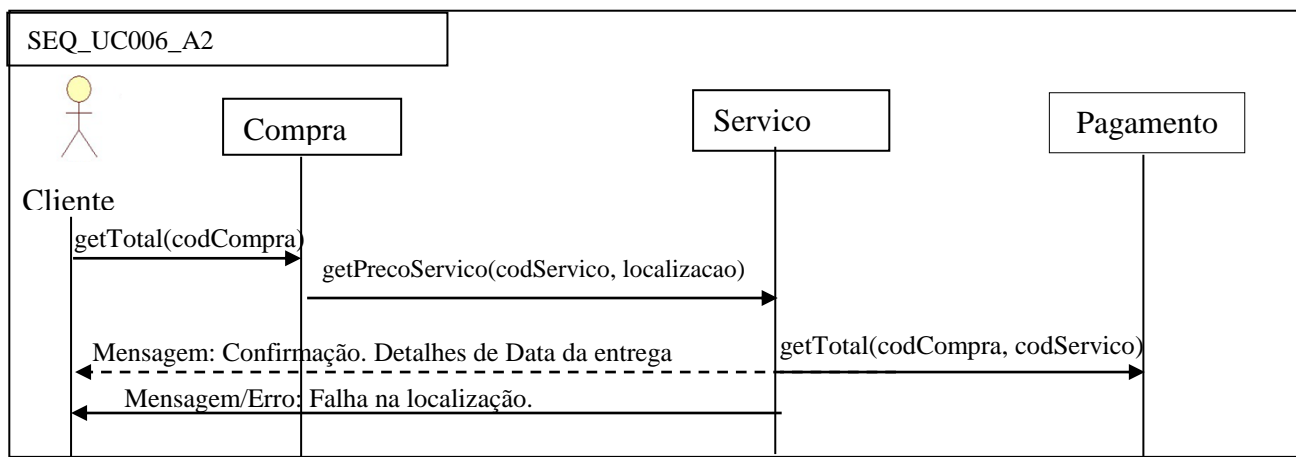 SEQ_UC006_A2
Compra
Servico
Pagamento
Cliente
getTotal(codCompra)
getPrecoServico(codServico, localizacao)
Mensagem: Confirmação. Detalhes de Data da entrega
getTotal(codCompra, codServico)
Mensagem/Erro: Falha na localização.